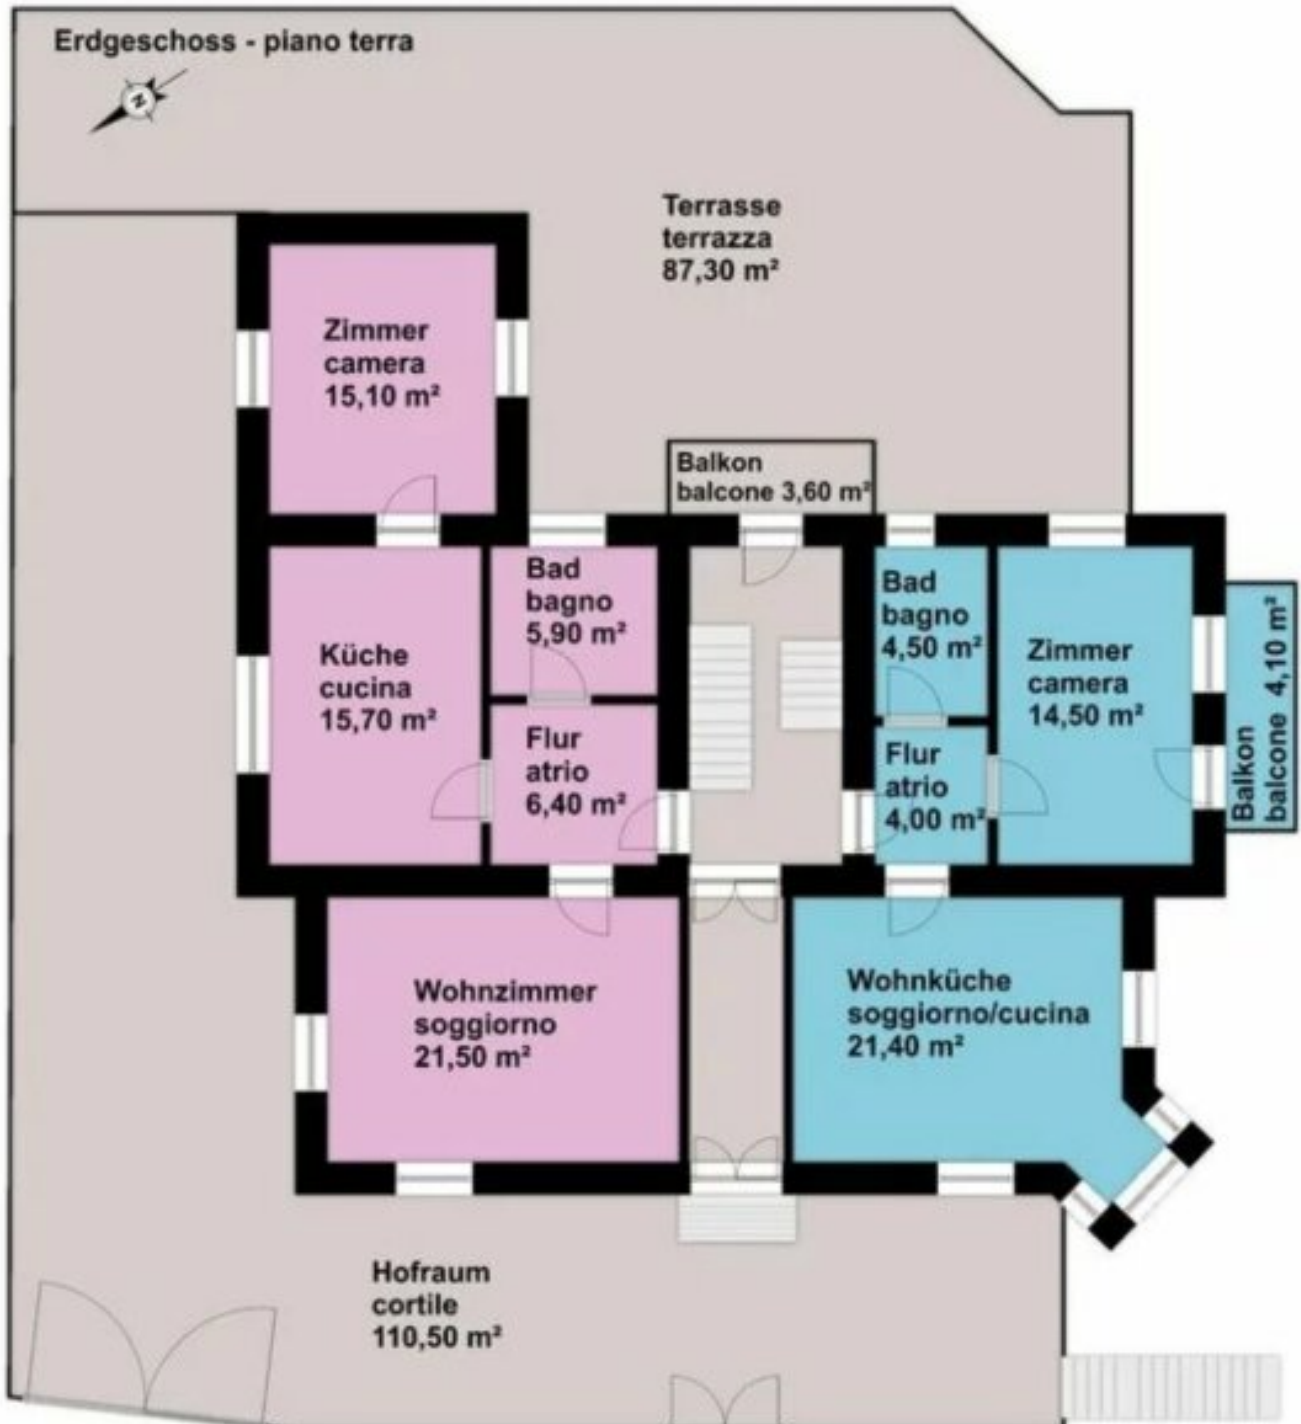 Erdgeschoss - piano terra
N
Terrasse
terrazza
87,30 m²
Zimmer
camera
15,10 m²
Balkon
balcone 3,60 m²
Küche
cucina
15,70 m²
Bad
bagno
5,90 m²
Flur
atrio
6,40 m²
Bad
bagno
4,50 m²
Flur
atrio
4,00 m²
Zimmer
camera
14,50 m²
Balkon
balcone 4,10 m²
Wohnzimmer
soggiorno
21,50 m²
Wohnküche
soggiorno/cucina
21,40 m²
Hofraum
cortile
110,50 m²